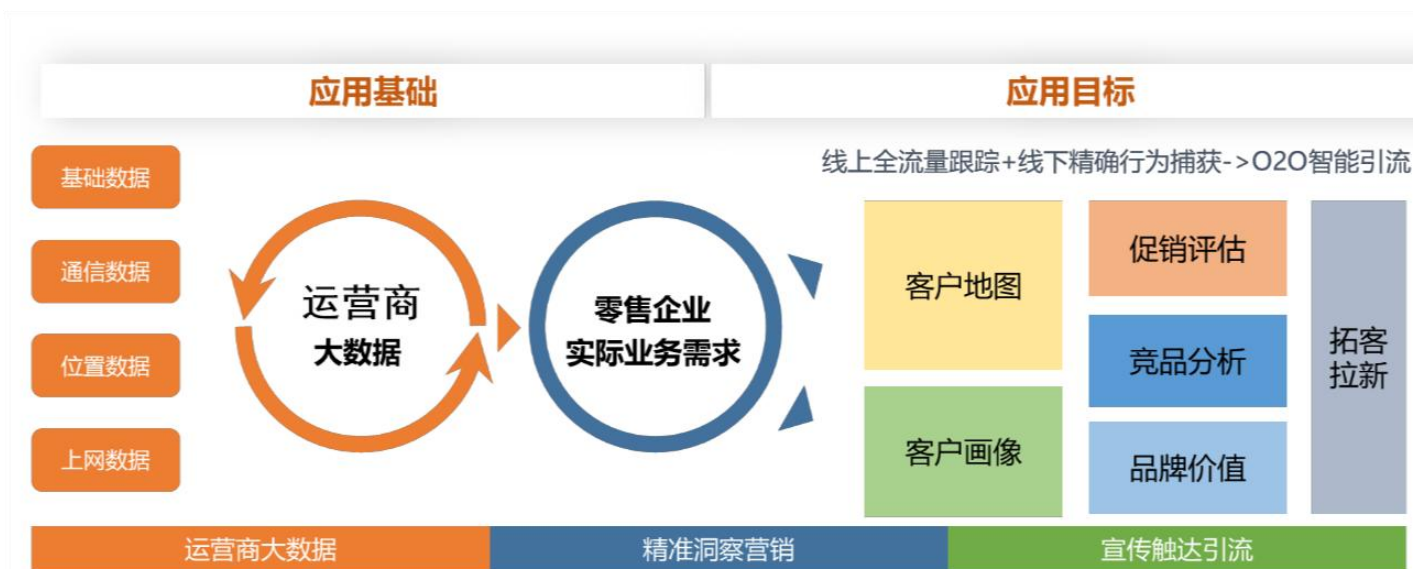 应用基础
应用目标
基础数据
通信数据
位置数据
上网数据
运营商
大数据
零售企业
实际业务需求
线上全流量跟踪+线下精确行为捕获->O2O智能引流
客户地图
客户画像
促销评估
竞品分析
品牌价值
拓客
拉新
运营商大数据
精准洞察营销
宣传触达引流